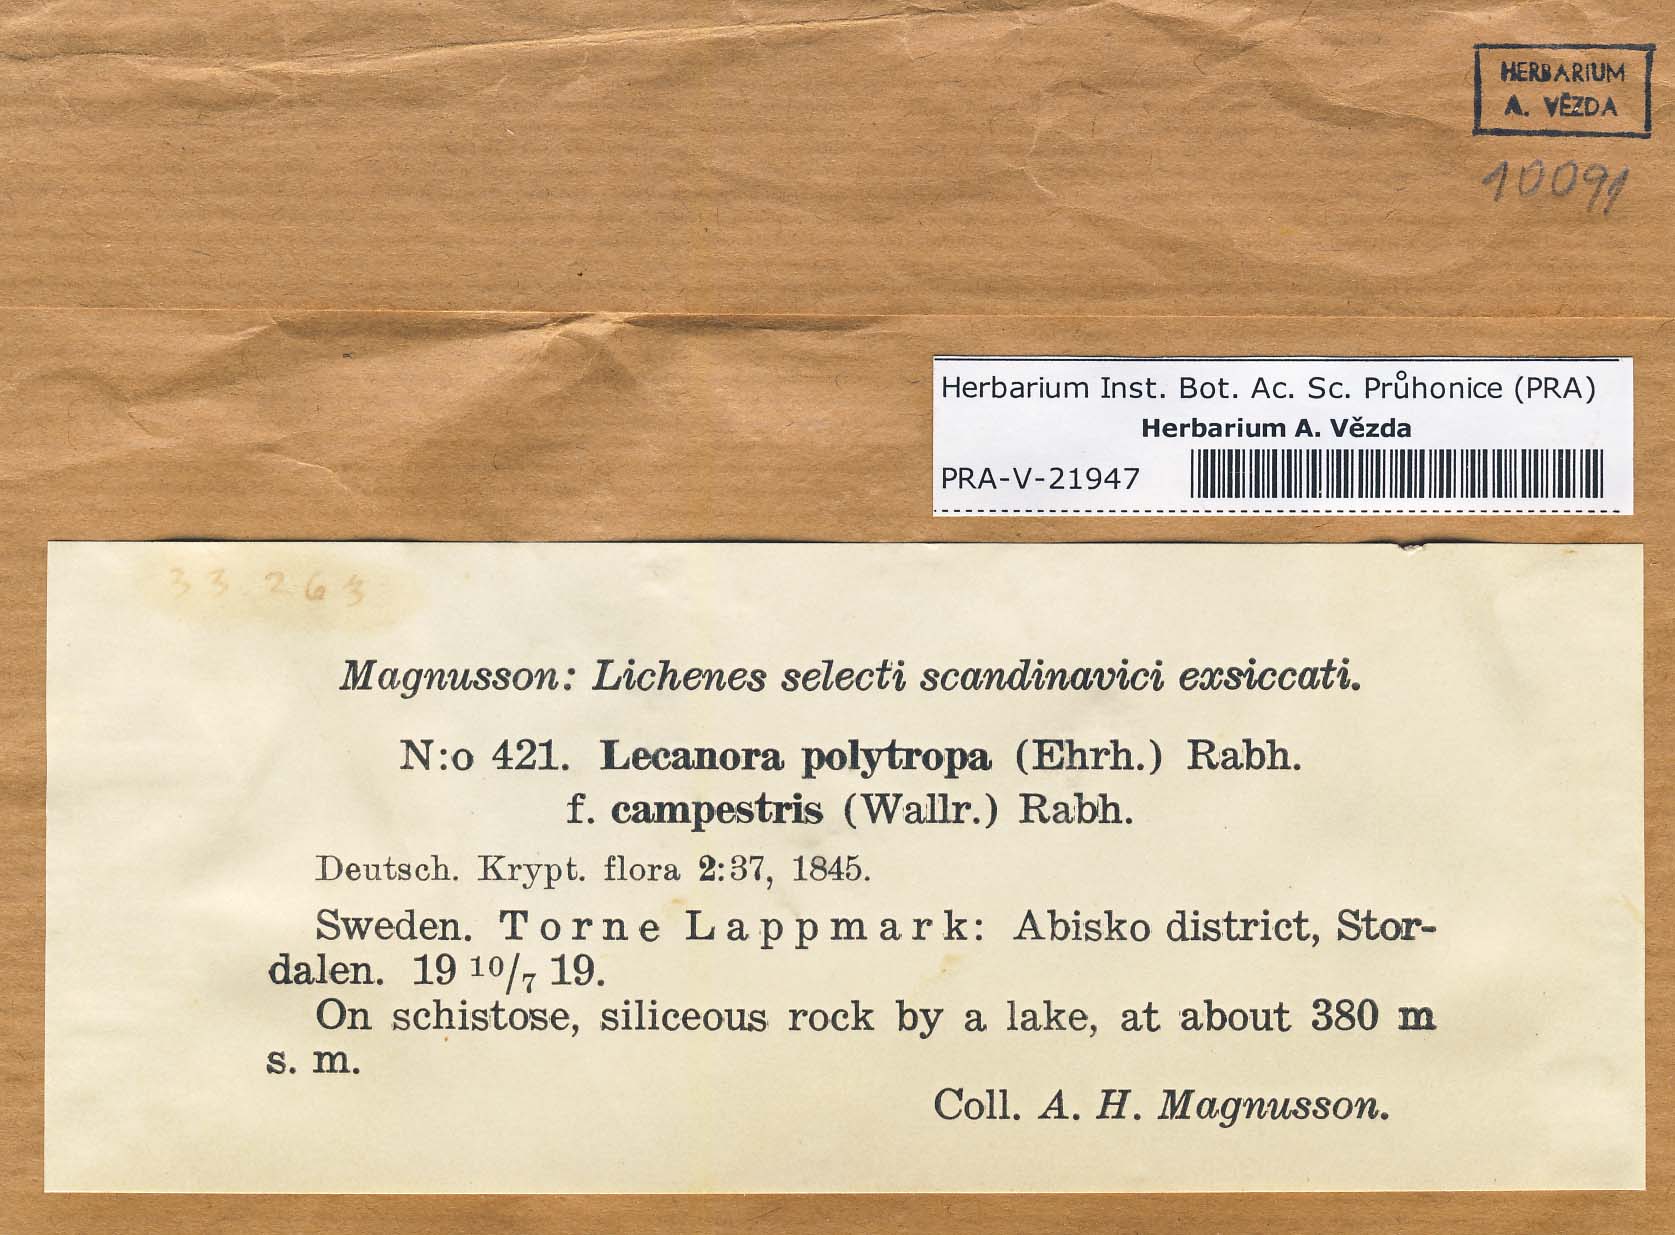 HERBARIUM
A. VĚZDA
10091
Herbarium Inst. Bot. Ac. Sc. Průhonice (PRA)
Herbarium A. Vězda
PRA-V-21947
33.263
Magnusson: Lichenes selecti scandinavici exsiccati.
N:o 421. Lecanora polytropa (Ehrh.) Rabh.
f. campestris (Wallr.) Rabh.
Deutsch. Krypt. flora 2:37, 1845.
Sweden. Torne Lappmark: Abisko district, Stor-
dalen. 19 10/7 19.
On schistose, siliceous rock by a lake, at about 380 m
s. m.
Coll. A. H. Magnusson.